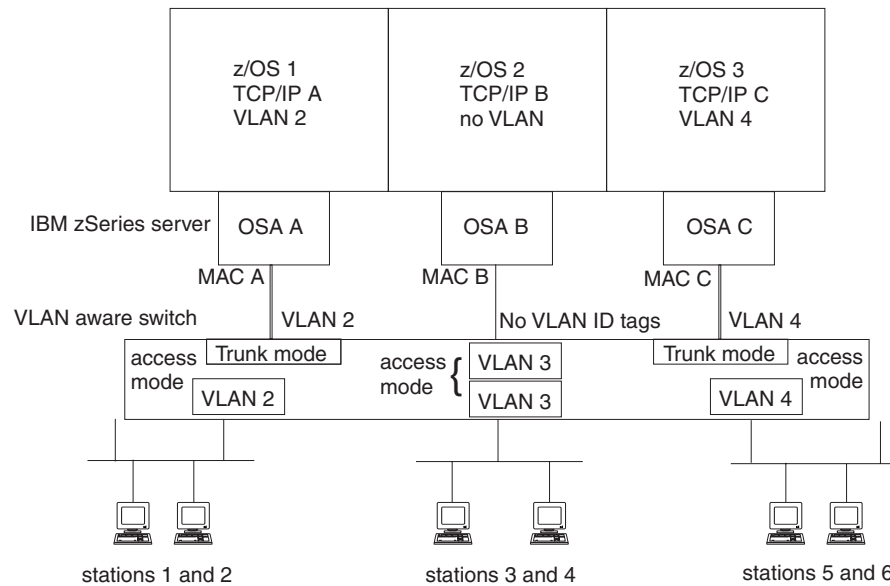 z/OS 1
TCP/IP A
VLAN 2
z/OS 2
TCP/IP B
no VLAN
z/OS 3
TCP/IP C
VLAN 4
IBM zSeries server
OSA A
OSA B
OSA C
MAC A
MAC B
MAC C
VLAN aware switch
VLAN 2
No VLAN ID tags
VLAN 4
access
mode
Trunk mode
VLAN 2
access
mode
{
VLAN 3
VLAN 3
Trunk mode
access
mode
VLAN 4
stations 1 and 2
stations 3 and 4
stations 5 and 6